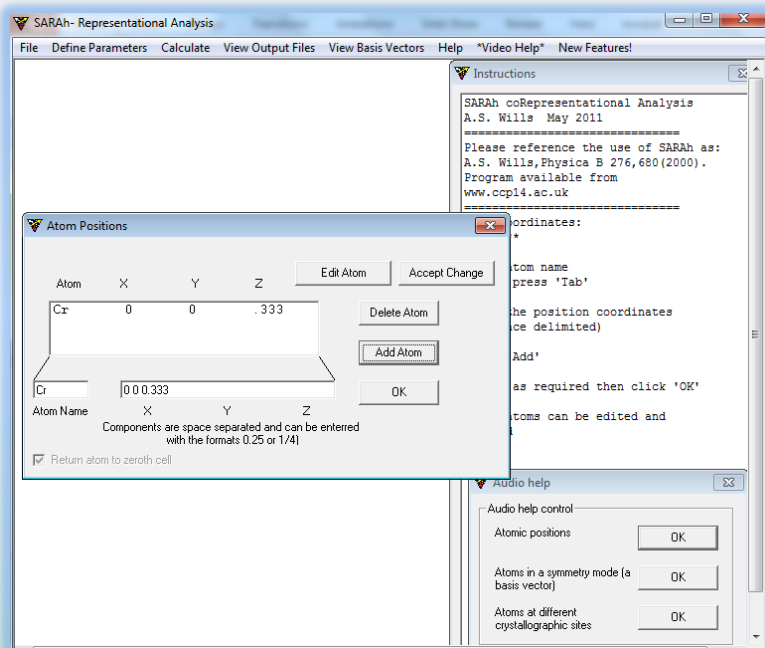 SARAh- Representational Analysis
File Define Parameters Calculate View Output Files View Basis Vectors Help *Video Help* New Features!
Instructions
SARAh coRepresentational Analysis
A.S. Wills May 2011
==============================
Please reference the use of SARAh as:
A.S. Wills,Physica B 276,680(2000).
Program available from
www.ccp14.ac.uk
==============================
oordinates:
Atom Positions
Edit Atom Accept Change
Atom X Y Z
Cr 0 0 .333
Delete Atom
Add Atom
Cr 0 0 0.333 OK
Atom Name X Y Z
Components are space separated and can be enterred
with the formats 0.25 or 1/4)
Return atom to zeroth cell
tom name
press 'Tab'
the position coordinates
ce delimited)
Add'
as required then click 'OK'
toms can be edited and
Audio help
Audio help control
Atomic positions OK
Atoms in a symmetry mode (a
basis vector) OK
Atoms at different
crystallographic sites OK